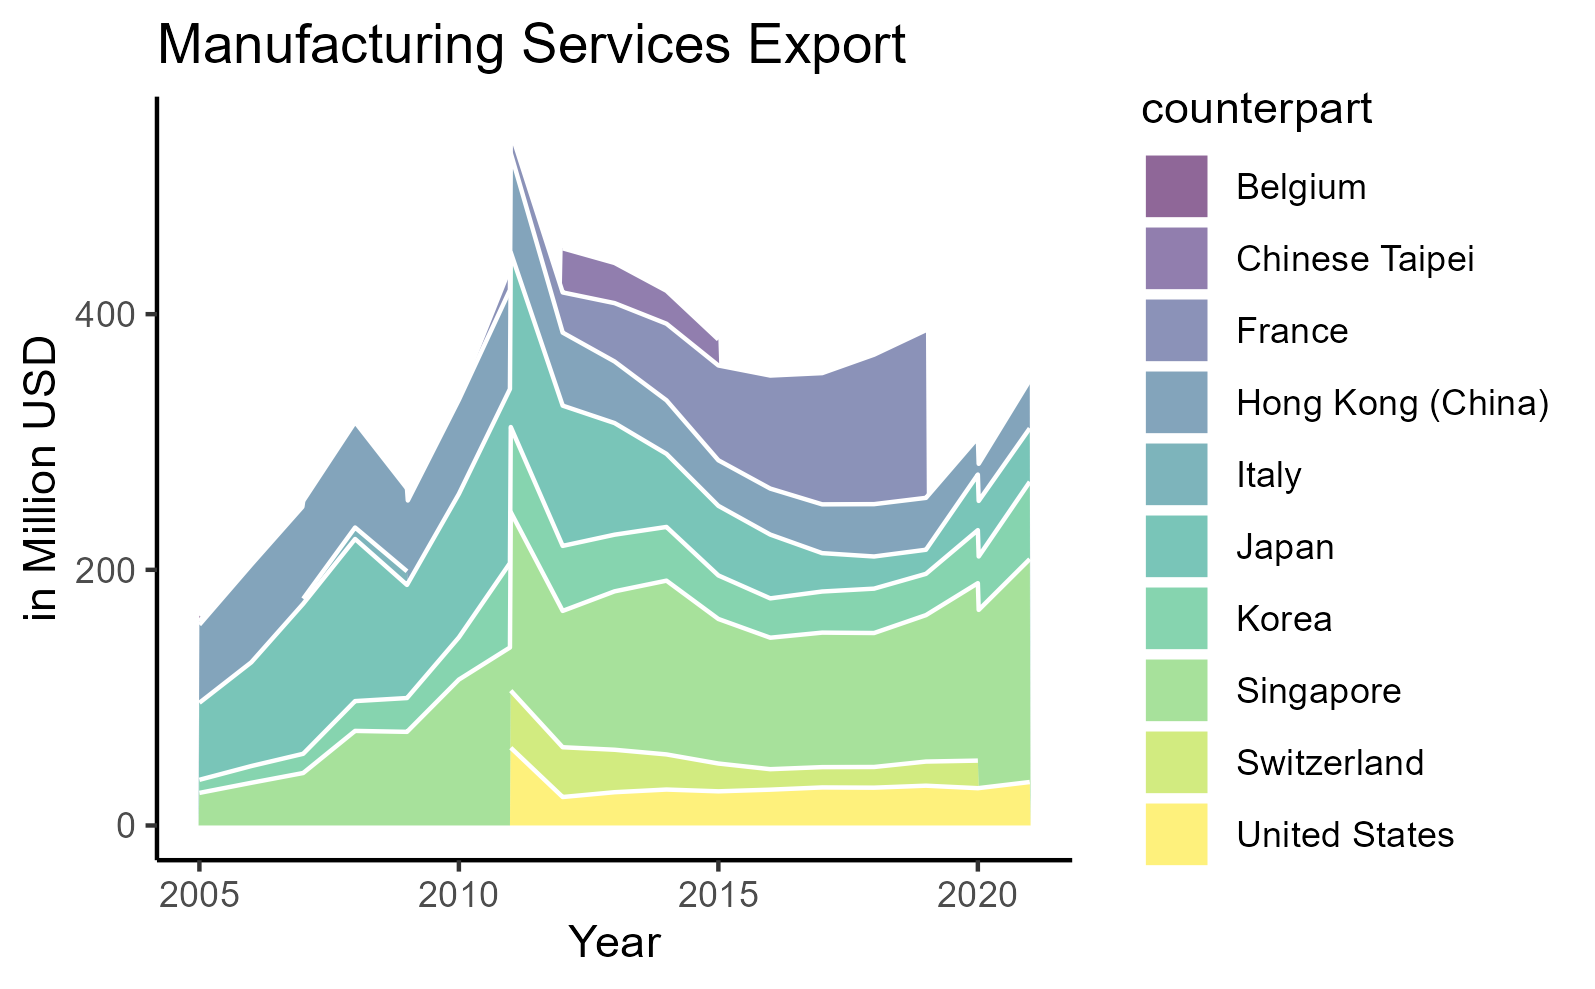 Manufacturing Services Export
in Million USD
400
200
0
2005
2010
2015
2020
Year
counterpart
Belgium
Chinese Taipei
France
Hong Kong (China)
Italy
Japan
Korea
Singapore
Switzerland
United States